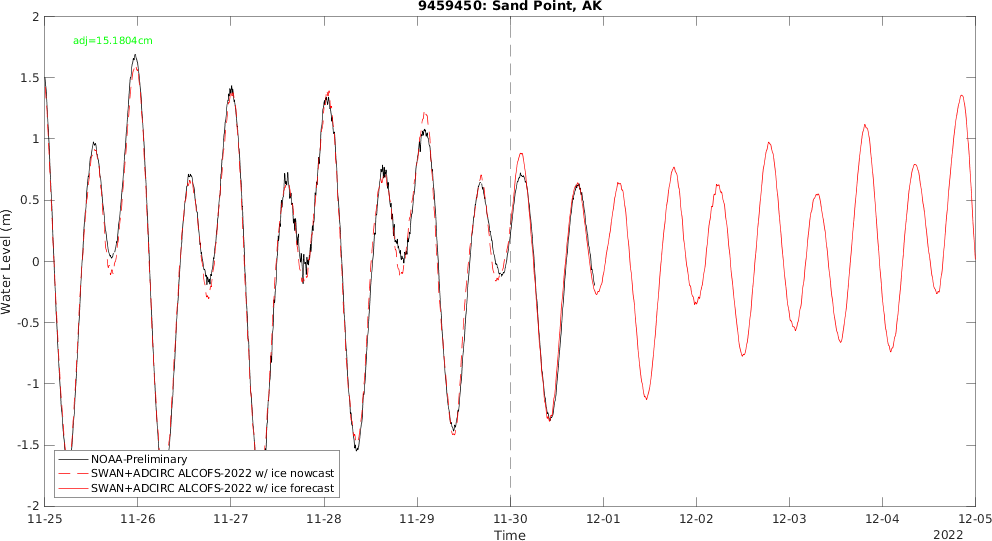 9459450: Sand Point, AK
adj=15.1804cm
Water Level (m)
2
1.5
1
0.5
0
-0.5
-1
-1.5
-2
NOAA-Preliminary
SWAN+ADCIRC ALCOFS-2022 w/ ice nowcast
SWAN+ADCIRC ALCOFS-2022 w/ ice forecast
11-25 11-26 11-27 11-28 11-29 11-30 12-01 12-02 12-03 12-04 12-05
Time
2022